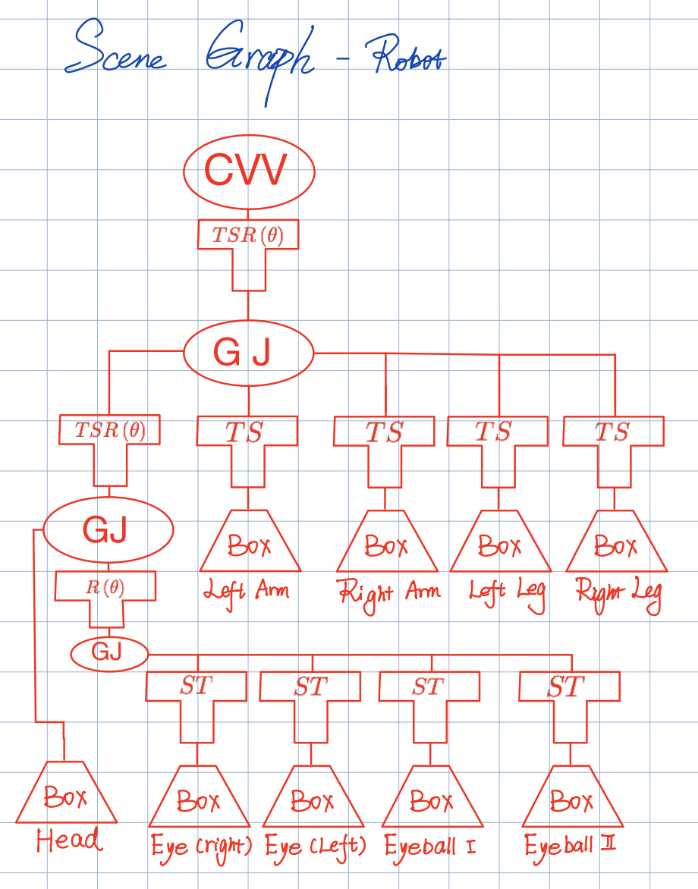 Scene Graph - Robot
CVV
TSR(θ)
GJ
TSR(θ) TS TS TS TS
GJ
Box Box Box Box
Left Arm Right Arm Left Leg Right Leg
R(θ)
GJ
ST ST ST ST
Box Box Box Box Box
Head Eye (right) Eye (Left) Eyeball I Eyeball II